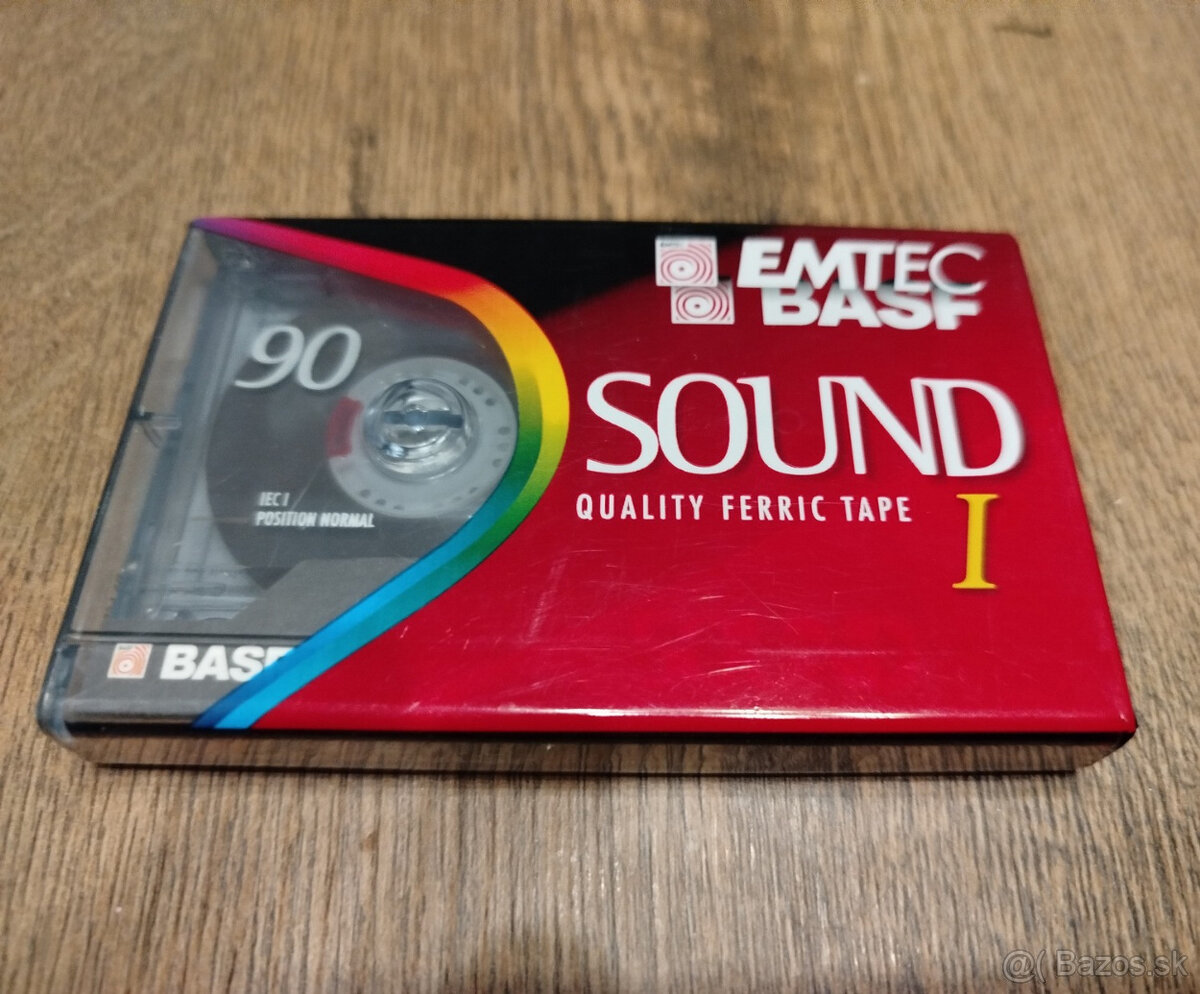 EMTEC
BASF
90
SOUND
QUALITY FERRIC TAPE
I
IEC I
POSITION NORMAL
BASF
@( Bazos.sk